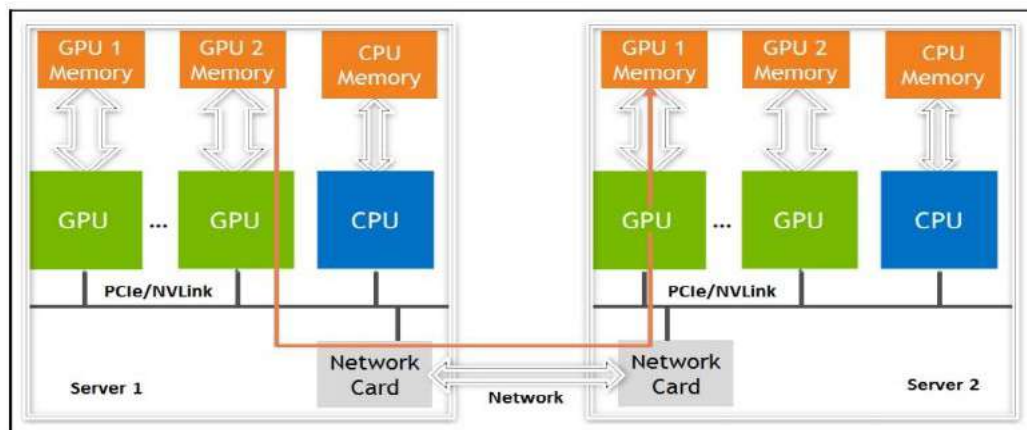 GPU 1
Memory
GPU 2
Memory
CPU
Memory
GPU
...
GPU
CPU
PCIe/NVLink
Network
Card
Server 1
Network
GPU 1
Memory
GPU 2
Memory
CPU
Memory
GPU
...
GPU
CPU
PCIe/NVLink
Network
Card
Server 2